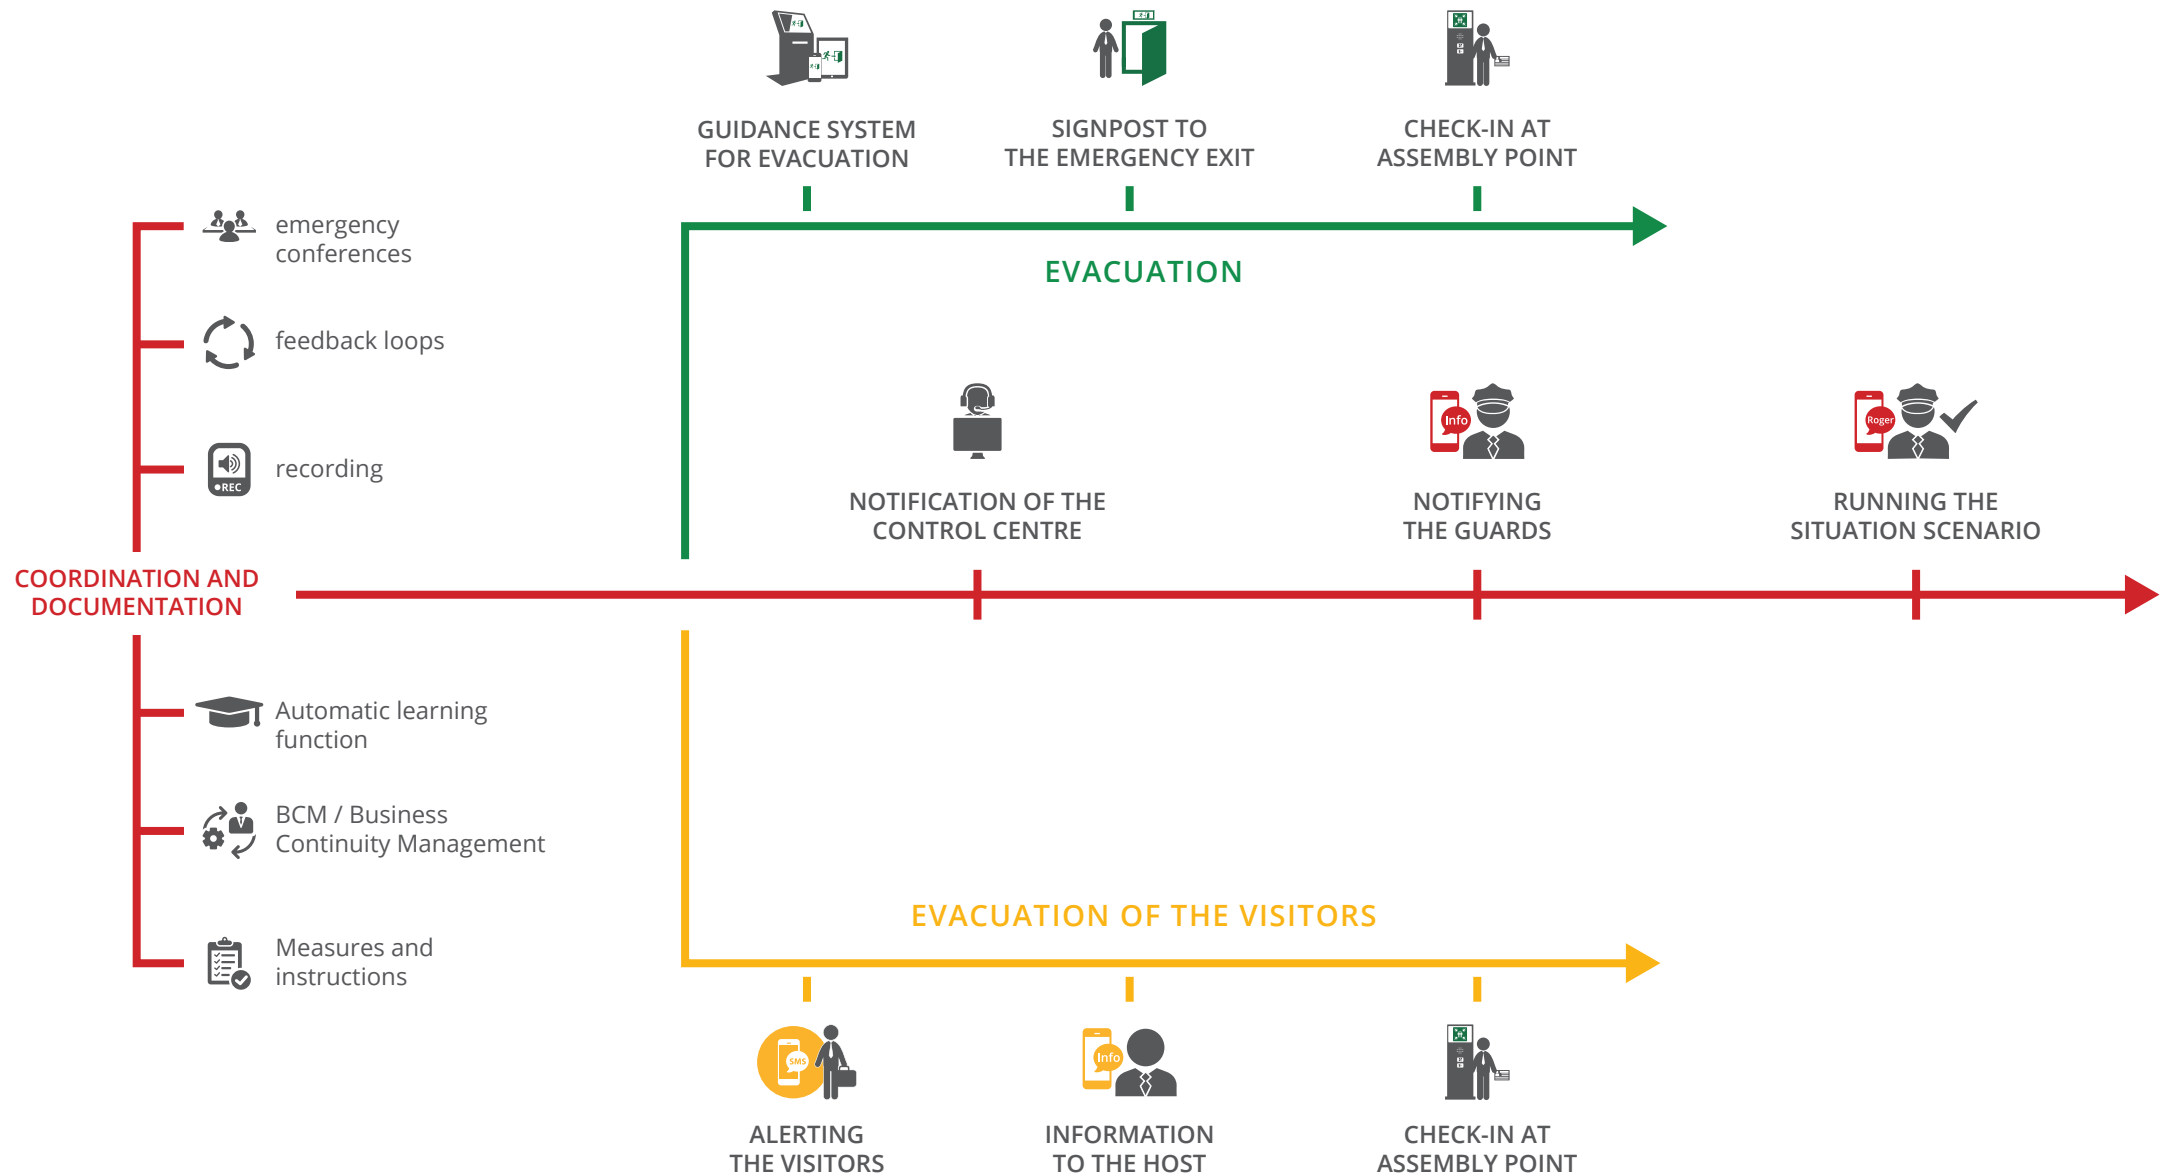 GUIDANCE SYSTEM
FOR EVACUATION
SIGNPOST TO
THE EMERGENCY EXIT
CHECK-IN AT
ASSEMBLY POINT
EVACUATION
emergency
conferences
feedback loops
REC
recording
COORDINATION AND
DOCUMENTATION
Automatic learning
function
BCM / Business
Continuity Management
Measures and
instructions
NOTIFICATION OF THE
CONTROL CENTRE
Info
NOTIFYING
THE GUARDS
Roger
RUNNING THE
SITUATION SCENARIO
EVACUATION OF THE VISITORS
SMS
ALERTING
THE VISITORS
Info
INFORMATION
TO THE HOST
CHECK-IN AT
ASSEMBLY POINT